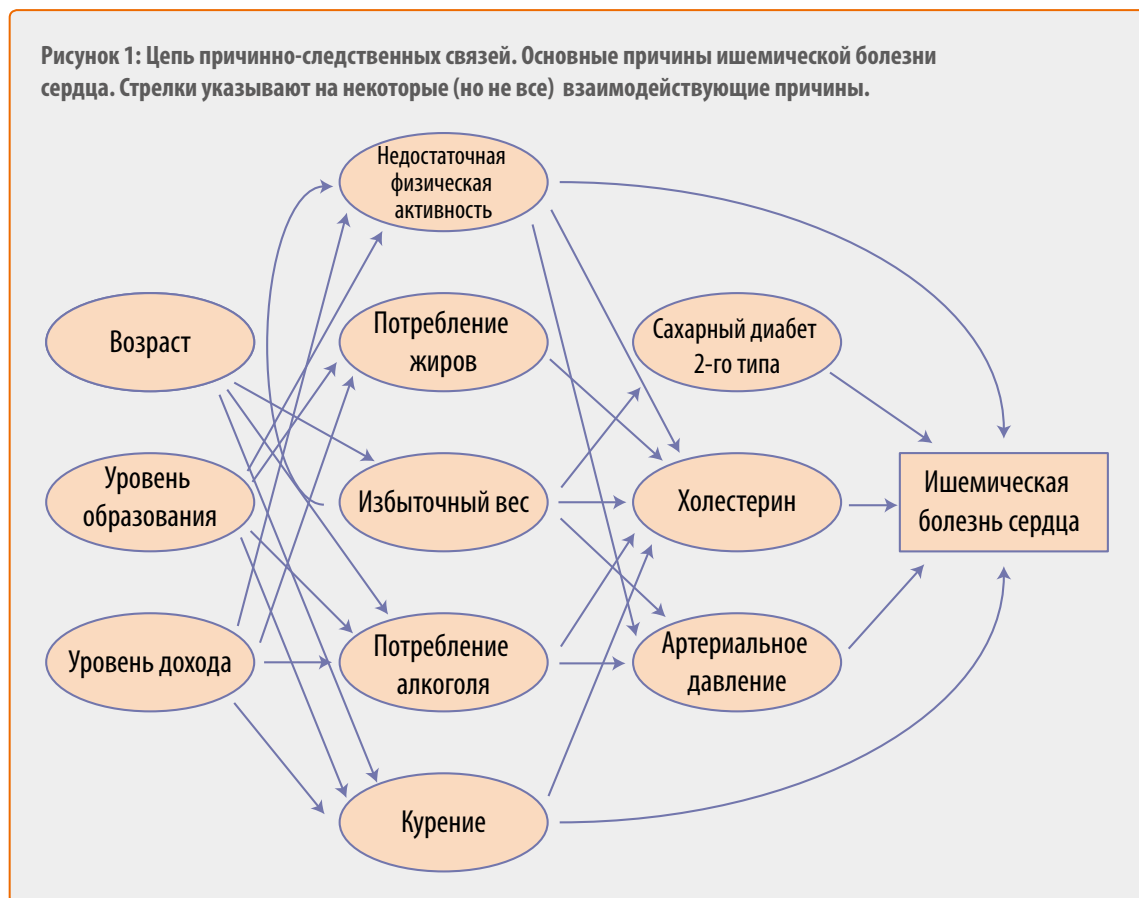 Рисунок 1: Цепь причинно-следственных связей. Основные причины ишемической болезни
сердца. Стрелки указывают на некоторые (но не все) взаимодействующие причины.
Недостаточная
физическая
активность
Возраст
Потребление
жиров
Сахарный диабет
2-го типа
Уровень
образования
Избыточный вес
Холестерин
Ишемическая
болезнь сердца
Уровень дохода
Потребление
алкоголя
Артериальное
давление
Курение